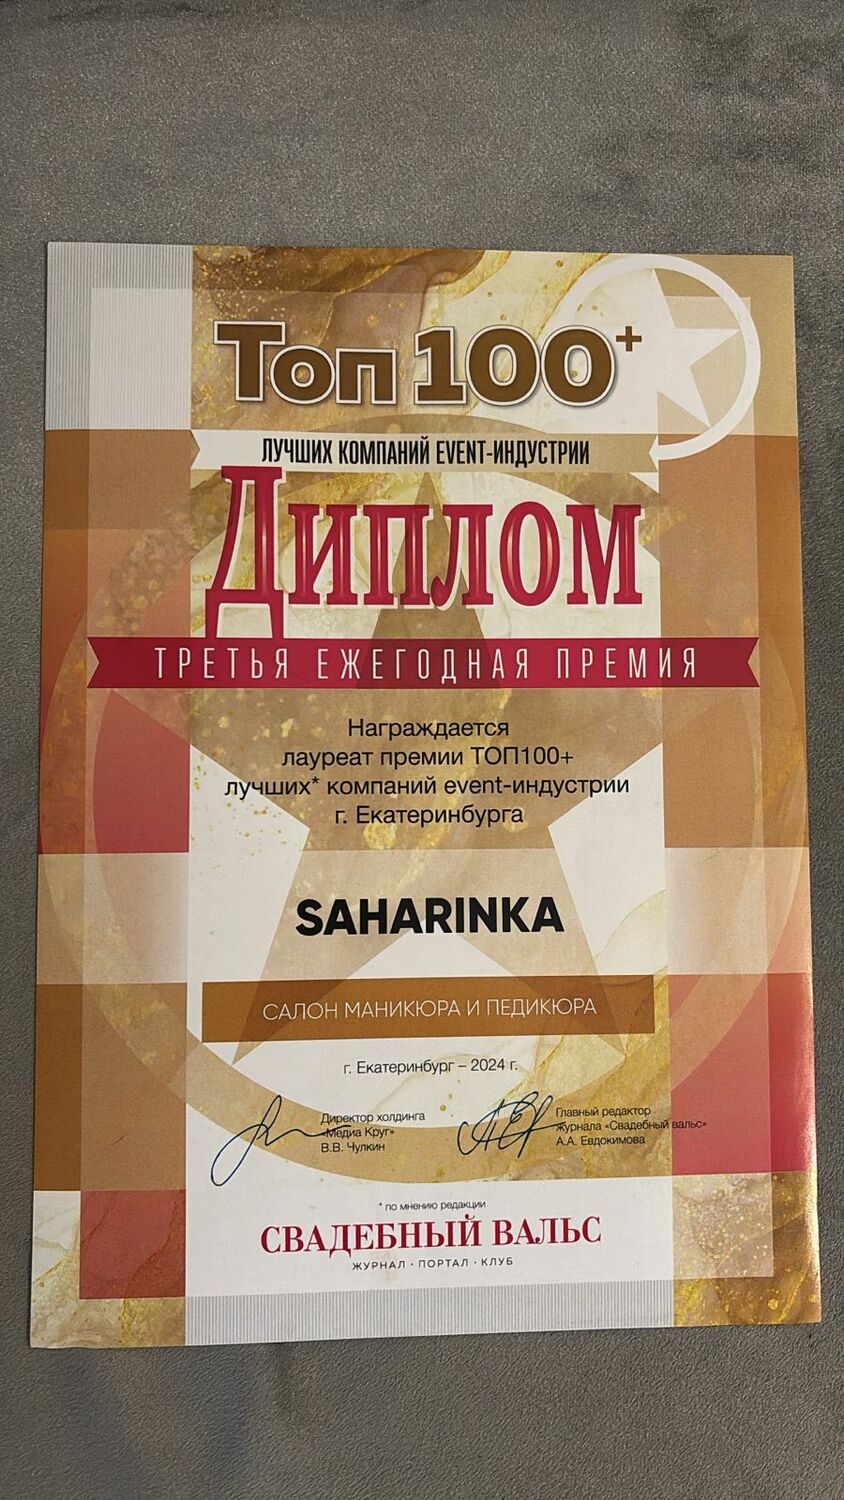 Топ 100+
ЛУЧШИХ КОМПАНИЙ EVENT-ИНДУСТРИИ
Диплом
ТРЕТЬЯ ЕЖЕГОДНАЯ ПРЕМИЯ
Награждается
лауреат премии ТОП100+
лучших* компаний event-индустрии
г. Екатеринбурга
SAHARINKA
САЛОН МАНИКЮРА И ПЕДИКЮРА
г. Екатеринбург – 2024 г.
Директор холдинга
«Медиа Круг»
В.В. Чулкин
Главный редактор
журнала «Свадебный вальс»
А.А. Евдокимова
* по мнению редакции
СВАДЕБНЫЙ ВАЛЬС
ЖУРНАЛ · ПОРТАЛ · КЛУБ